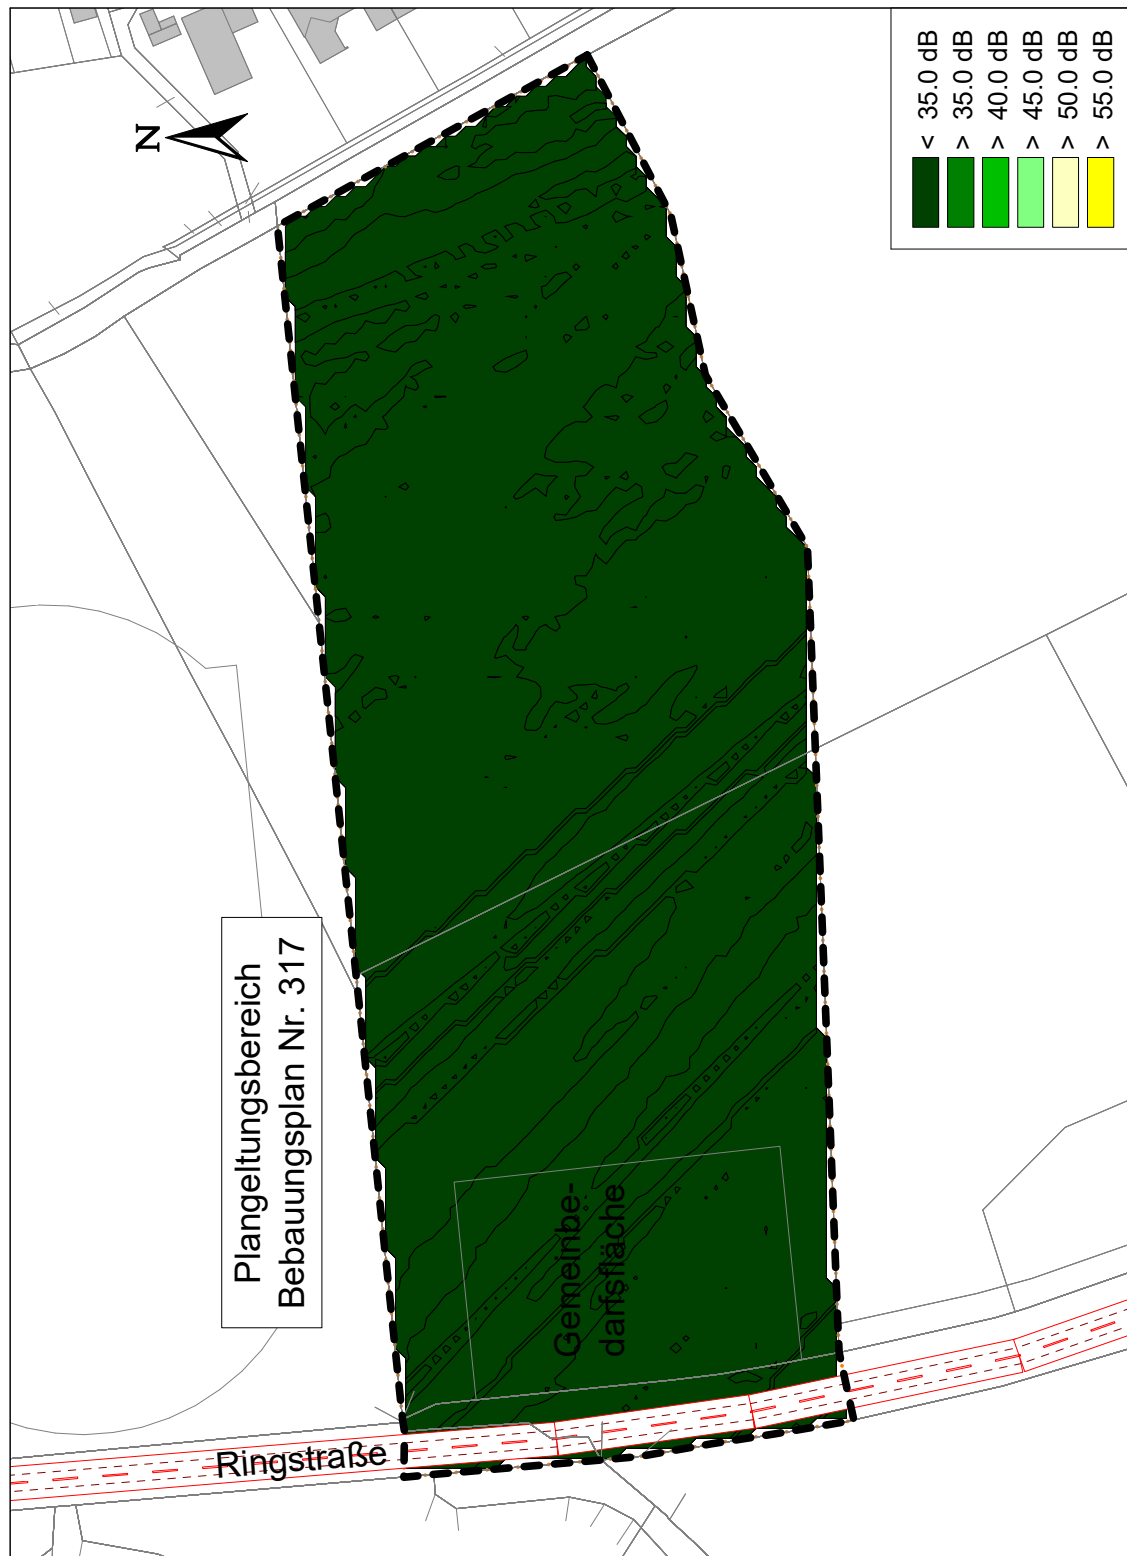 N
< 35.0 dB
> 35.0 dB
> 40.0 dB
> 45.0 dB
> 50.0 dB
> 55.0 dB
Plangeltungsbereich
Bebauungsplan Nr. 317
Gemeinbe-
darfsfläche
Ringstraße